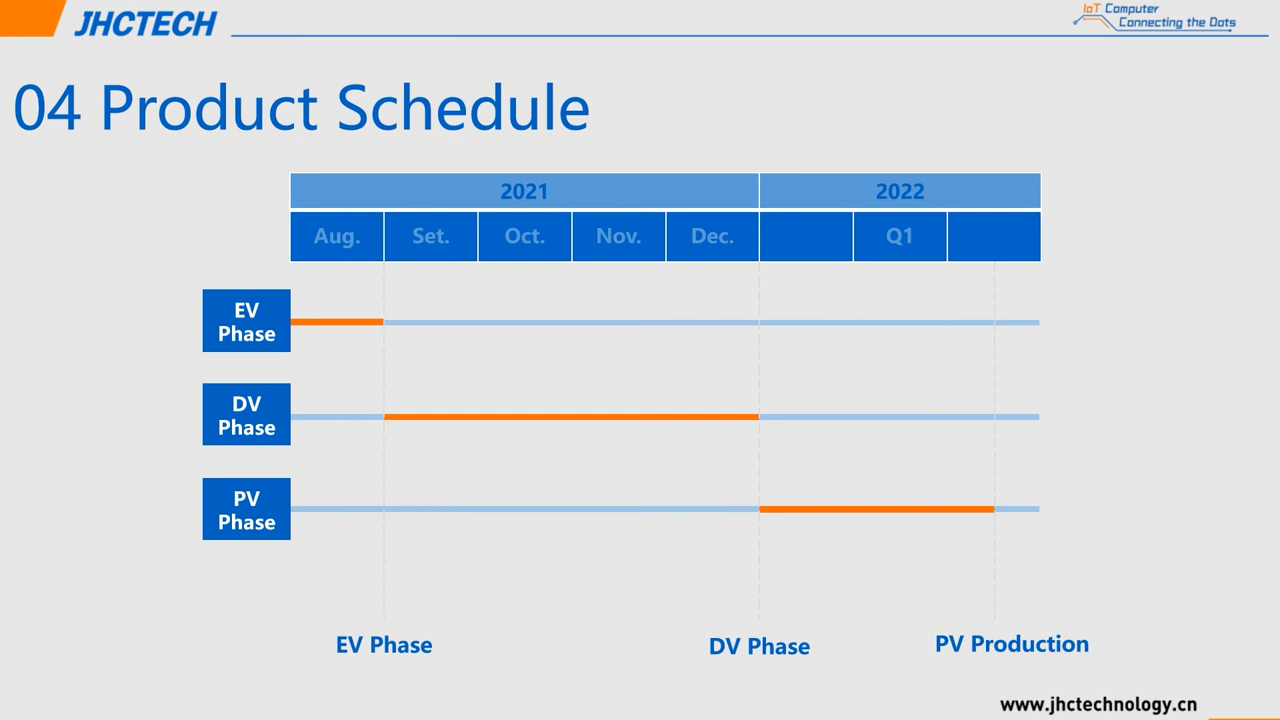 JHCTECH
IoT Computer
Connecting the Dots
04 Product Schedule
2021 2022
Aug. Set. Oct. Nov. Dec. Q1
EV
Phase
DV
Phase
PV
Phase
EV Phase DV Phase PV Production
www.jhctechnology.cn